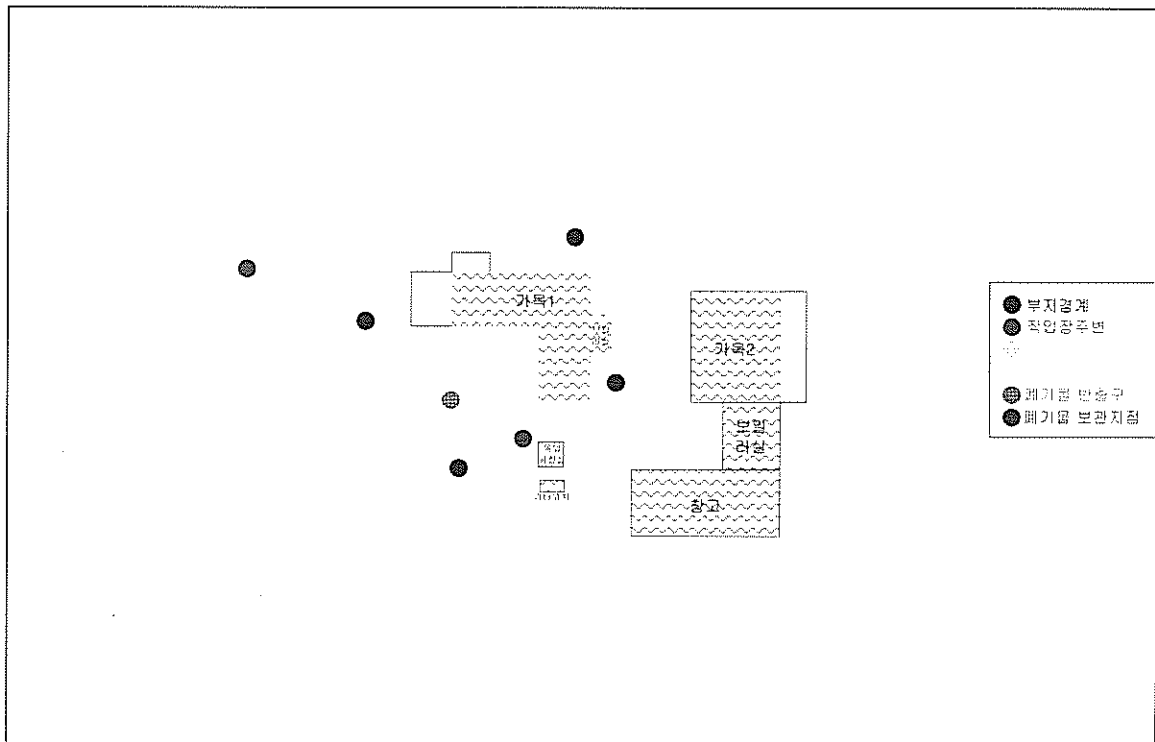 가옥1
가옥2
보일
러실
창고
부지경계
작업장주변
폐기물 반출구
폐기물 보관지점